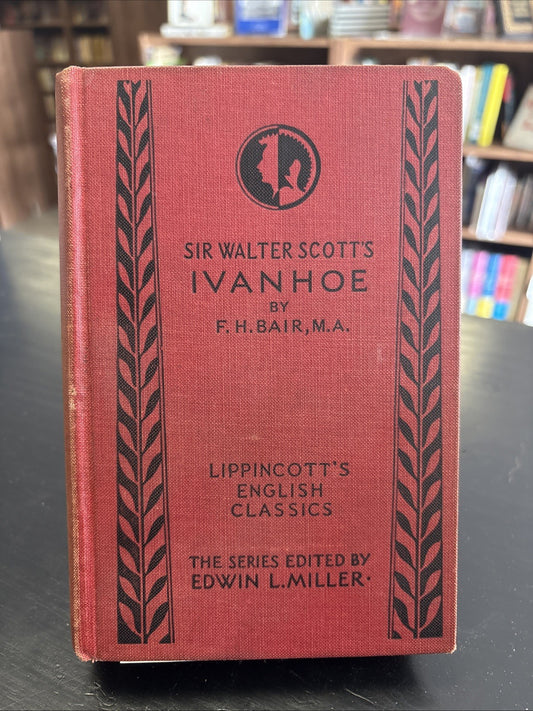 SIR WALTER SCOTT'S
IVANHOE
BY
F. H. BAIR, M.A.
LIPPINCOTT'S
ENGLISH
CLASSICS
THE SERIES EDITED BY
EDWIN L. MILLER·